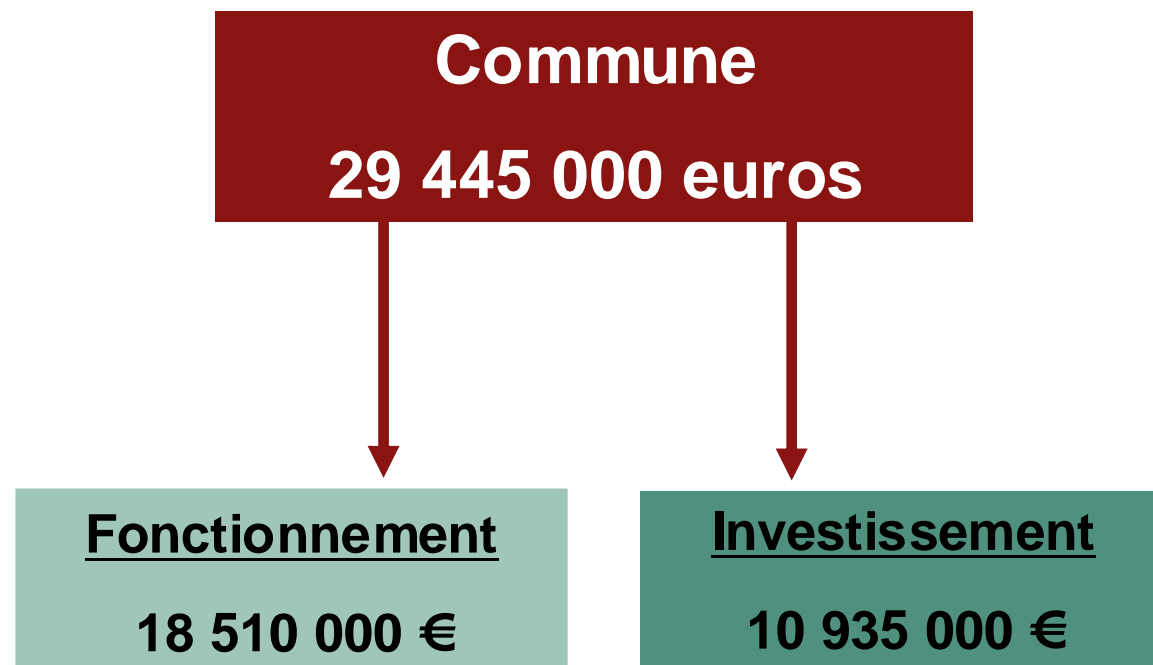 Commune
29 445 000 euros
Fonctionnement
18 510 000 €
Investissement
10 935 000 €